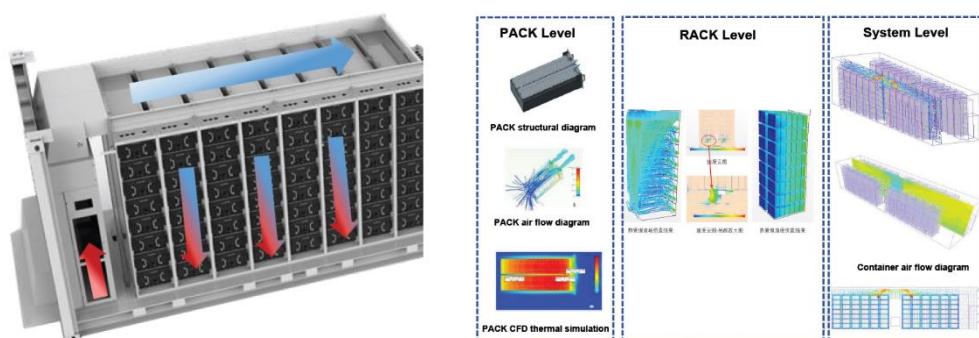 PACK Level
PACK structural diagram
PACK air flow diagram
PACK CFD thermal simulation
RACK Level
System Level
Container air flow diagram